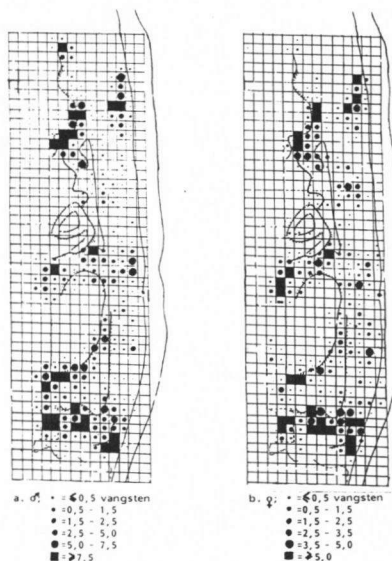 a. ♂; • = ⩽0,5 vangsten
• =0,5 - 1,5
• =1,5 - 2,5
• =2,5 - 5,0
● =5,0 - 7,5
■ =⩾7,5
b. ♀; • = ⩽0,5 vangsten
• =0,5 - 1,5
• =1,5 - 2,5
• =2,5 - 3,5
● =3,5 - 5,0
■ =⩾5,0